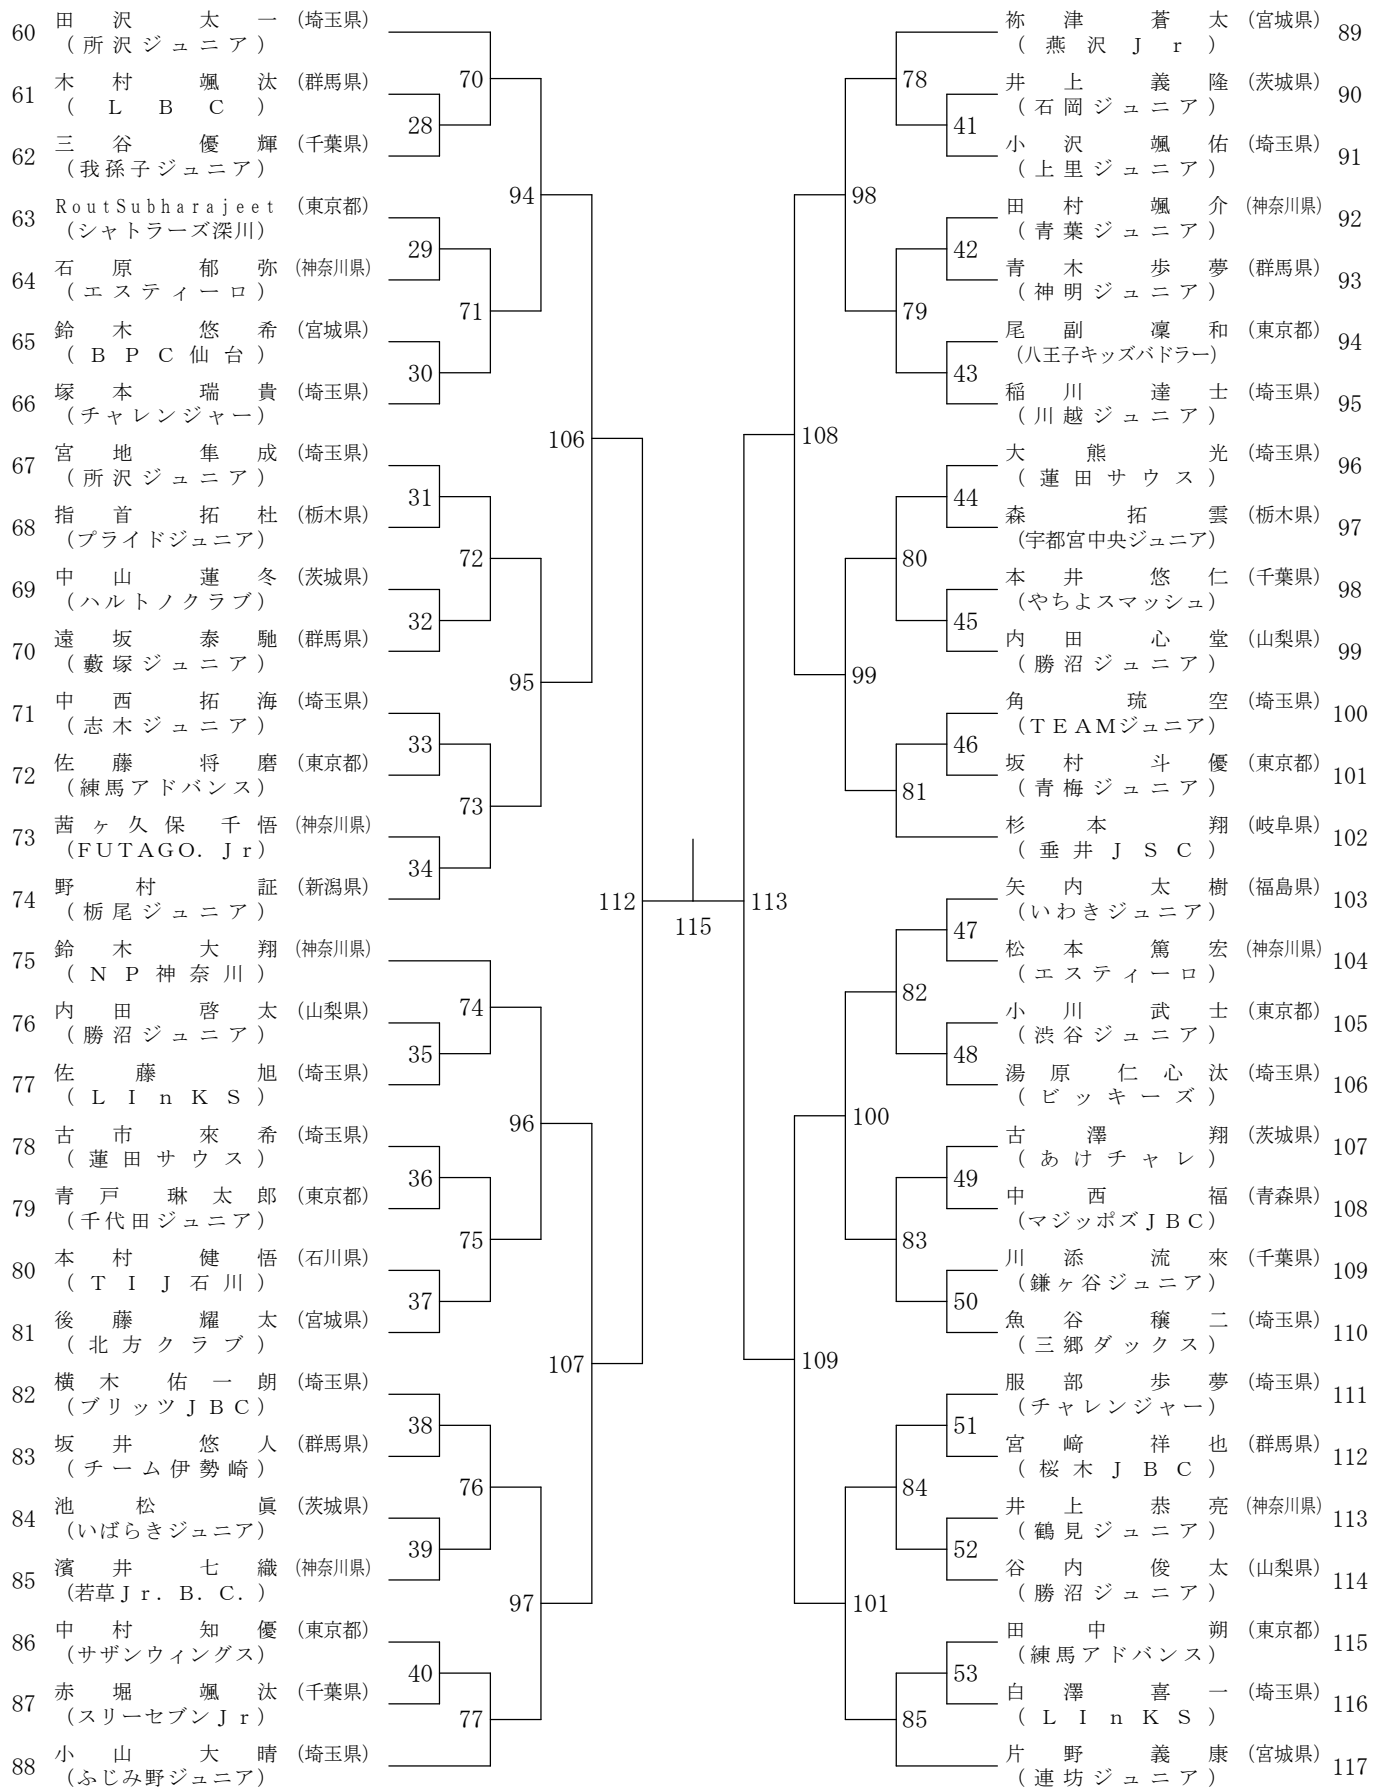 60 田沢 太一 (埼玉県)
(所沢ジュニア)
61 木村 颯汰 (群馬県)
(LBC)
62 三谷 優輝 (千葉県)
(我孫子ジュニア)
63 RoutSubharajeet (東京都)
(シャトラーズ深川)
64 石原 郁弥 (神奈川県)
(エスティーロ)
65 鈴木 悠希 (宮城県)
(BPC仙台)
66 塚本 瑞貴 (埼玉県)
(チャレンジャー)
67 宮地 隼成 (埼玉県)
(所沢ジュニア)
68 指首 拓杜 (栃木県)
(プライドジュニア)
69 中山 蓮冬 (茨城県)
(ハルトノクラブ)
70 遠坂 泰馳 (群馬県)
(藪塚ジュニア)
71 中西 拓海 (埼玉県)
(志木ジュニア)
72 佐藤 将磨 (東京都)
(練馬アドバンス)
73 茜ヶ久保 千悟 (神奈川県)
(FUTAGO.Jr)
74 野村 証 (新潟県)
(栃尾ジュニア)
75 鈴木 大翔 (神奈川県)
(NP神奈川)
76 内田 啓太 (山梨県)
(勝沼ジュニア)
77 佐藤 旭 (埼玉県)
(LInKS)
78 古市 來希 (埼玉県)
(蓮田サウス)
79 青戸 琳太郎 (東京都)
(千代田ジュニア)
80 本村 健悟 (石川県)
(TIJ石川)
81 後藤 耀太 (宮城県)
(北方クラブ)
82 横木 佑一朗 (埼玉県)
(ブリッツJBC)
83 坂井 悠人 (群馬県)
(チーム伊勢崎)
84 池松 眞 (茨城県)
(いばらきジュニア)
85 濱井 七織 (神奈川県)
(若草Jr.B.C.)
86 中村 知優 (東京都)
(サザンウィングス)
87 赤堀 颯汰 (千葉県)
(スリーセブンJr)
88 小山 大晴 (埼玉県)
(ふじみ野ジュニア)
28
29
30
31
32
33
34
35
36
37
38
39
40
70
71
72
73
74
75
76
77
94
95
96
97
106
107
112
115
113
108
109
98
99
100
101
78
79
80
81
82
83
84
85
41
42
43
44
45
46
47
48
49
50
51
52
53
祢津 蒼太 (宮城県) 89
(燕沢Jr)
井上 義隆 (茨城県) 90
(石岡ジュニア)
小沢 颯佑 (埼玉県) 91
(上里ジュニア)
田村 颯介 (神奈川県) 92
(青葉ジュニア)
青木 歩夢 (群馬県) 93
(神明ジュニア)
尾副 凜和 (東京都) 94
(八王子キッズバドラー)
稲川 達士 (埼玉県) 95
(川越ジュニア)
大熊 光 (埼玉県) 96
(蓮田サウス)
森 拓雲 (栃木県) 97
(宇都宮中央ジュニア)
本井 悠仁 (千葉県) 98
(やちよスマッシュ)
内田 心堂 (山梨県) 99
(勝沼ジュニア)
角 琉空 (埼玉県) 100
(TEAMジュニア)
坂村 斗優 (東京都) 101
(青梅ジュニア)
杉本 翔 (岐阜県) 102
(垂井JSC)
矢内 太樹 (福島県) 103
(いわきジュニア)
松本 篤宏 (神奈川県) 104
(エスティーロ)
小川 武士 (東京都) 105
(渋谷ジュニア)
湯原 仁心汰 (埼玉県) 106
(ビッキーズ)
古澤 翔 (茨城県) 107
(あけチャレ)
中西 福 (青森県) 108
(マジッポズJBC)
川添 流來 (千葉県) 109
(鎌ヶ谷ジュニア)
魚谷 穣二 (埼玉県) 110
(三郷ダックス)
服部 歩夢 (埼玉県) 111
(チャレンジャー)
宮﨑 祥也 (群馬県) 112
(桜木JBC)
井上 恭亮 (神奈川県) 113
(鶴見ジュニア)
谷内 俊太 (山梨県) 114
(勝沼ジュニア)
田中 朔 (東京都) 115
(練馬アドバンス)
白澤 喜一 (埼玉県) 116
(LInKS)
片野 義康 (宮城県) 117
(連坊ジュニア)